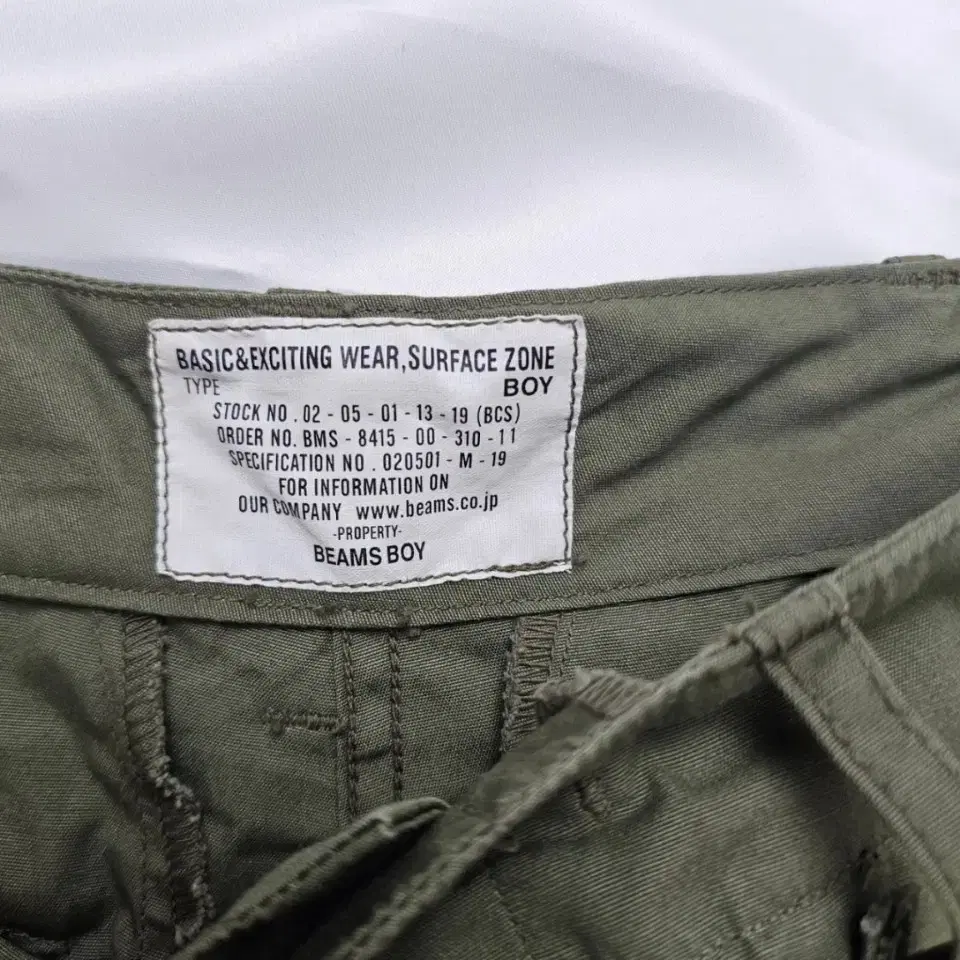 BASIC&EXCITING WEAR,SURFACE ZONE
TYPE BOY
STOCK NO . 02 - 05 - 01 - 13 - 19 (BCS)
ORDER NO. BMS - 8415 - 00 - 310 - 11
SPECIFICATION NO . 020501 - M - 19
FOR INFORMATION ON
OUR COMPANY www.beams.co.jp
-PROPERTY-
BEAMS BOY